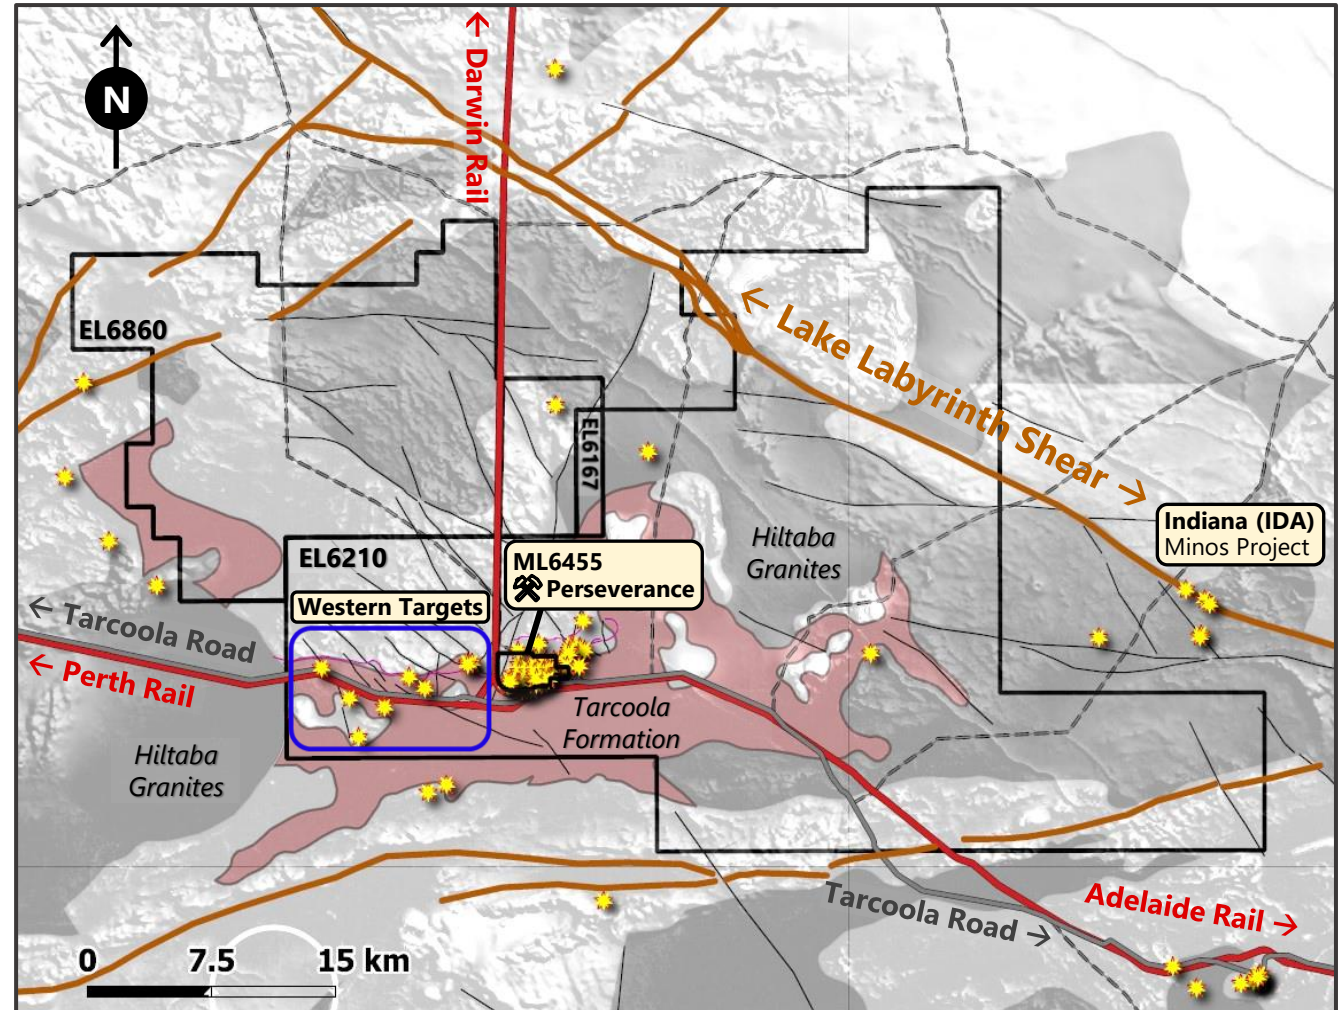 N
← Darwin Rail
EL6860
← Lake Labyrinth Shear →
EL6167
Indiana (IDA)
Minos Project
Hiltaba
Granites
EL6210
ML6455
Perseverance
Western Targets
← Tarcoola Road
← Perth Rail
Tarcoola
Formation
Hiltaba
Granites
Tarcoola Road →
Adelaide Rail →
0 7.5 15 km